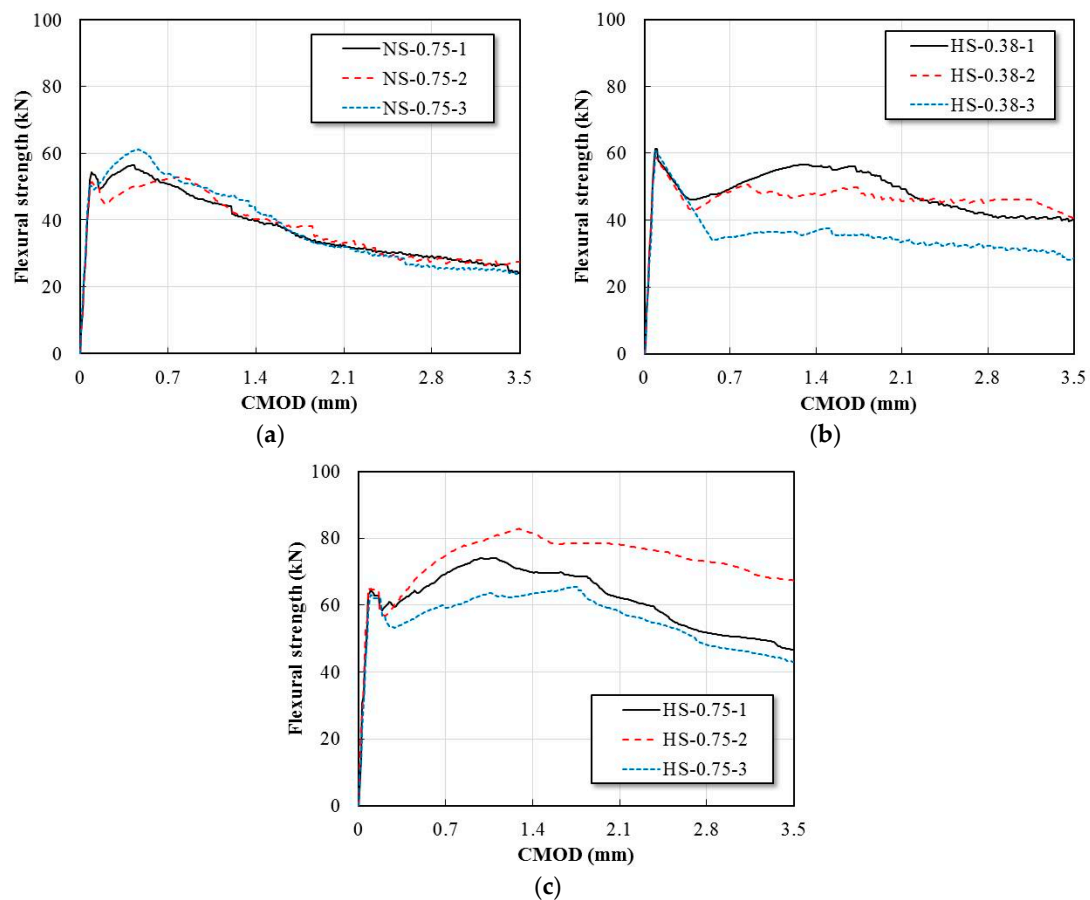 100
80
60
40
20
0
Flexural strength (kN)
NS-0.75-1
NS-0.75-2
NS-0.75-3
0 0.7 1.4 2.1 2.8 3.5
CMOD (mm)
(a)
100
80
60
40
20
0
Flexural strength (kN)
HS-0.38-1
HS-0.38-2
HS-0.38-3
0 0.7 1.4 2.1 2.8 3.5
CMOD (mm)
(b)
100
80
60
40
20
0
Flexural strength (kN)
HS-0.75-1
HS-0.75-2
HS-0.75-3
0 0.7 1.4 2.1 2.8 3.5
CMOD (mm)
(c)